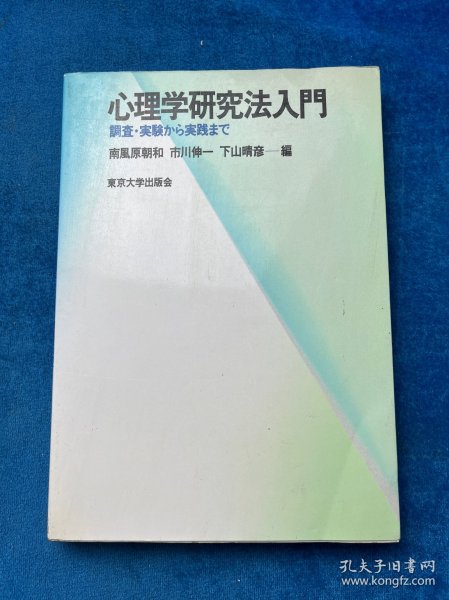 心理学研究法入門
調査・実験から実践まで
南風原朝和 市川伸一 下山晴彦──編
東京大学出版会
孔夫子旧书网
www.kongfz.com